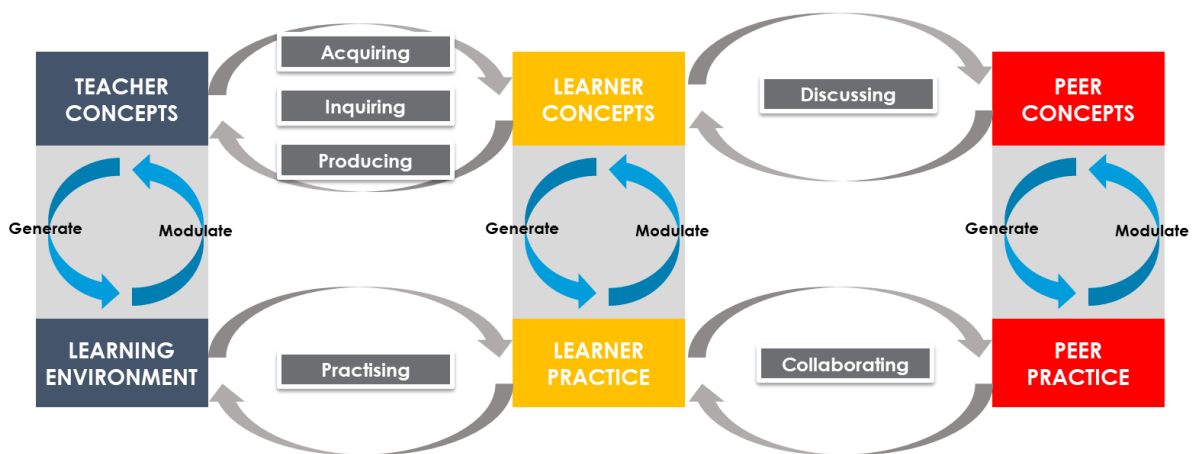 TEACHER
CONCEPTS
Acquiring
Inquiring
Producing
LEARNER
CONCEPTS
Discussing
PEER
CONCEPTS
Generate
Modulate
Generate
Modulate
Generate
Modulate
LEARNING
ENVIRONMENT
Practising
LEARNER
PRACTICE
Collaborating
PEER
PRACTICE